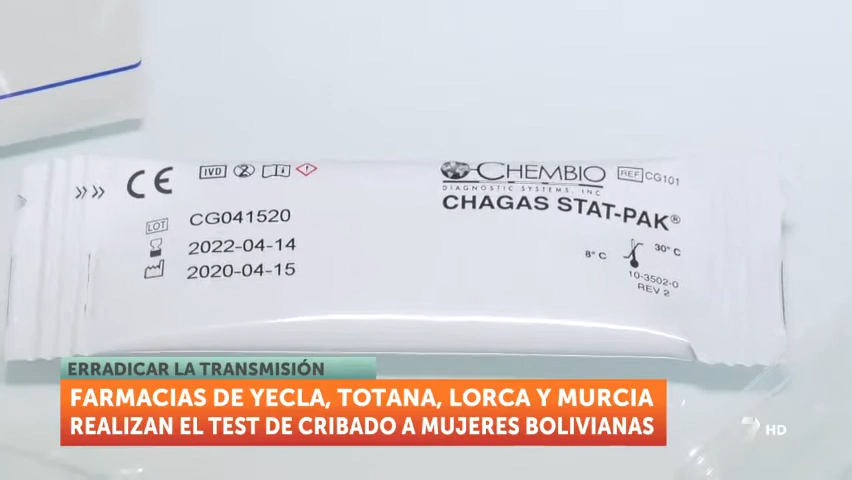 »»
CE
IVD
CHEMBIO
DIAGNOSTIC SYSTEMS, INC
REF CG101
CHAGAS STAT-PAK®
LOT CG041520
2022-04-14
2020-04-15
8° C
30° C
10-3502-0
REV 2
ERRADICAR LA TRANSMISIÓN
FARMACIAS DE YECLA, TOTANA, LORCA Y MURCIA
REALIZAN EL TEST DE CRIBADO A MUJERES BOLIVIANAS
7 HD